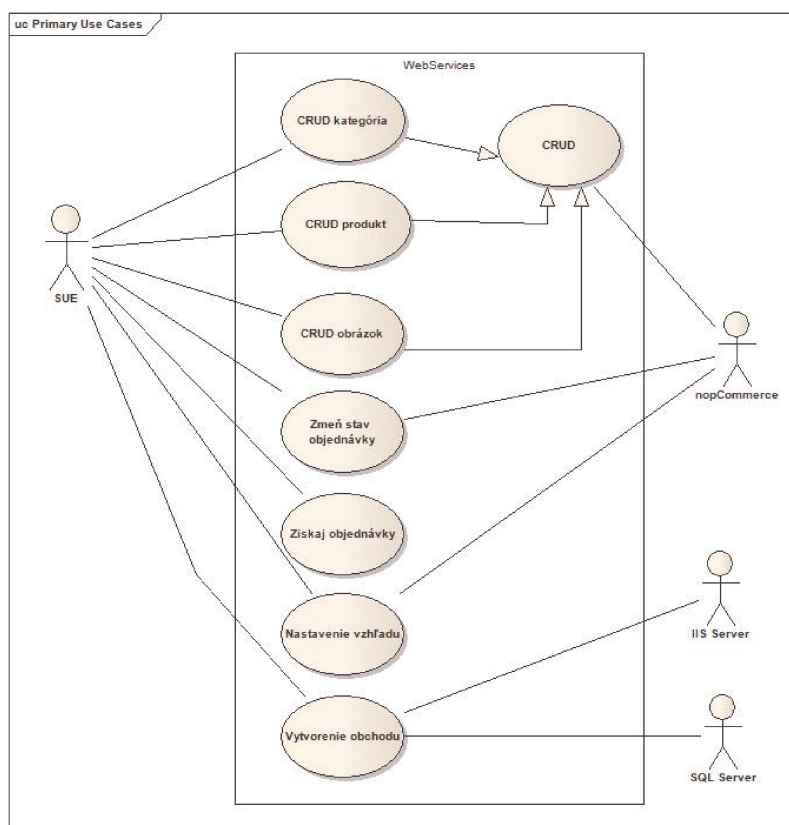 uc Primary Use Cases
WebServices
CRUD kategória
CRUD
CRUD produkt
SUE
CRUD obrázok
nopCommerce
Zmeň stav
objednávky
Ziskaj objednávky
IIS Server
Nastavenie vzhľadu
Vytvorenie obchodu
SQL Server